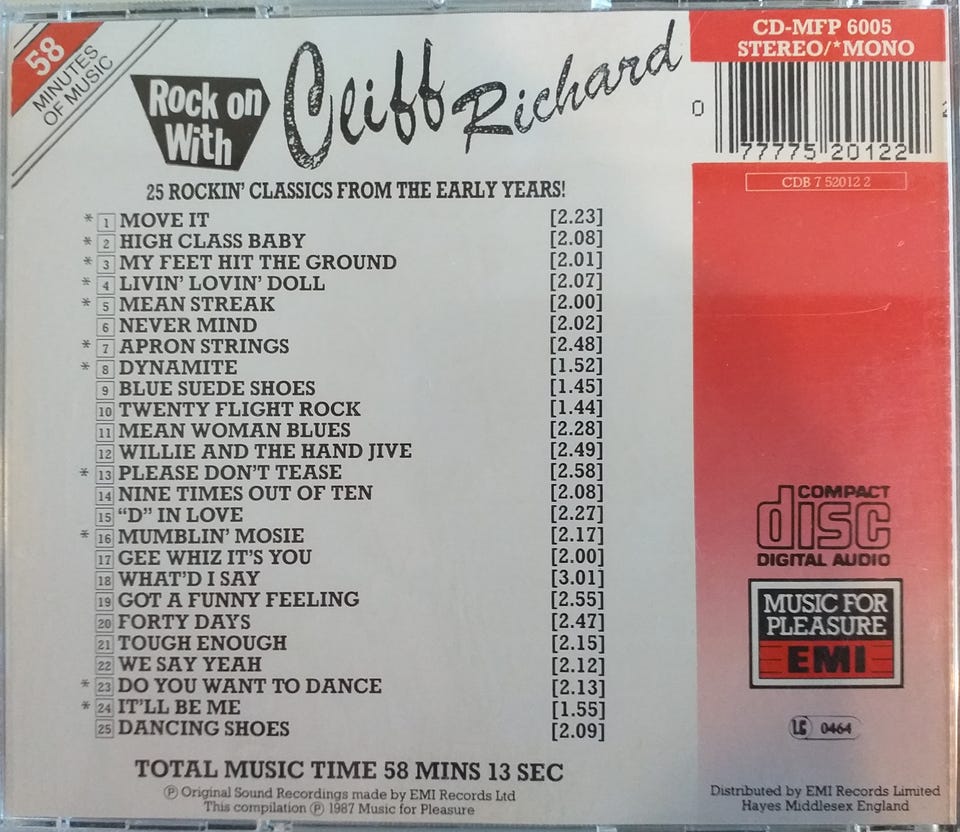 58
MINUTES
OF MUSIC
Rock on
With
Cliff Richard
25 ROCKIN' CLASSICS FROM THE EARLY YEARS!
* 1 MOVE IT [2.23]
* 2 HIGH CLASS BABY [2.08]
* 3 MY FEET HIT THE GROUND [2.01]
* 4 LIVIN' LOVIN' DOLL [2.07]
* 5 MEAN STREAK [2.00]
6 NEVER MIND [2.02]
* 7 APRON STRINGS [2.48]
* 8 DYNAMITE [1.52]
9 BLUE SUEDE SHOES [1.45]
10 TWENTY FLIGHT ROCK [1.44]
11 MEAN WOMAN BLUES [2.28]
12 WILLIE AND THE HAND JIVE [2.49]
* 13 PLEASE DON'T TEASE [2.58]
14 NINE TIMES OUT OF TEN [2.08]
15 “D” IN LOVE [2.27]
* 16 MUMBLIN' MOSIE [2.17]
17 GEE WHIZ IT'S YOU [2.00]
18 WHAT'D I SAY [3.01]
19 GOT A FUNNY FEELING [2.55]
20 FORTY DAYS [2.47]
21 TOUGH ENOUGH [2.15]
22 WE SAY YEAH [2.12]
* 23 DO YOU WANT TO DANCE [2.13]
* 24 IT'LL BE ME [1.55]
25 DANCING SHOES [2.09]
TOTAL MUSIC TIME 58 MINS 13 SEC
℗ Original Sound Recordings made by EMI Records Ltd
This compilation ℗ 1987 Music for Pleasure
CD-MFP 6005
STEREO/*MONO
0 77775 20122 2
CDB 7 52012 2
COMPACT
disc
DIGITAL AUDIO
MUSIC FOR
PLEASURE
EMI
LC 0464
Distributed by EMI Records Limited
Hayes Middlesex England